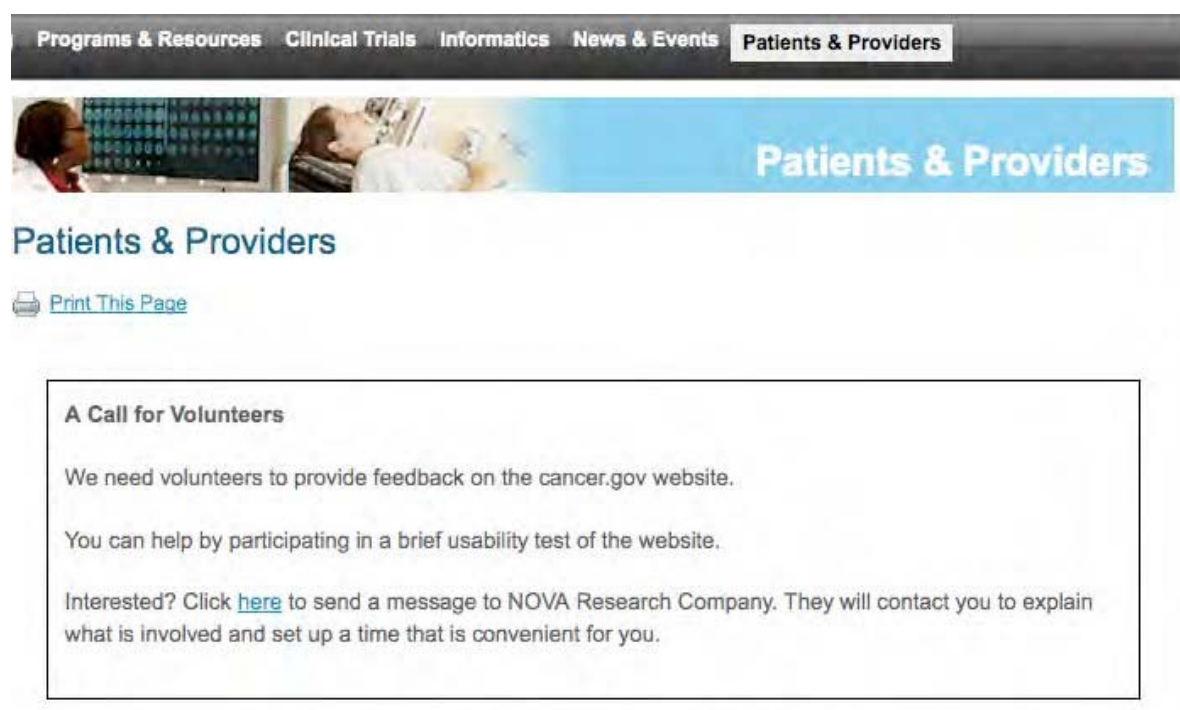 Programs & Resources Clinical Trials Informatics News & Events Patients & Providers
Patients & Providers
Patients & Providers
Print This Page
A Call for Volunteers
We need volunteers to provide feedback on the cancer.gov website.
You can help by participating in a brief usability test of the website.
Interested? Click here to send a message to NOVA Research Company. They will contact you to explain
what is involved and set up a time that is convenient for you.